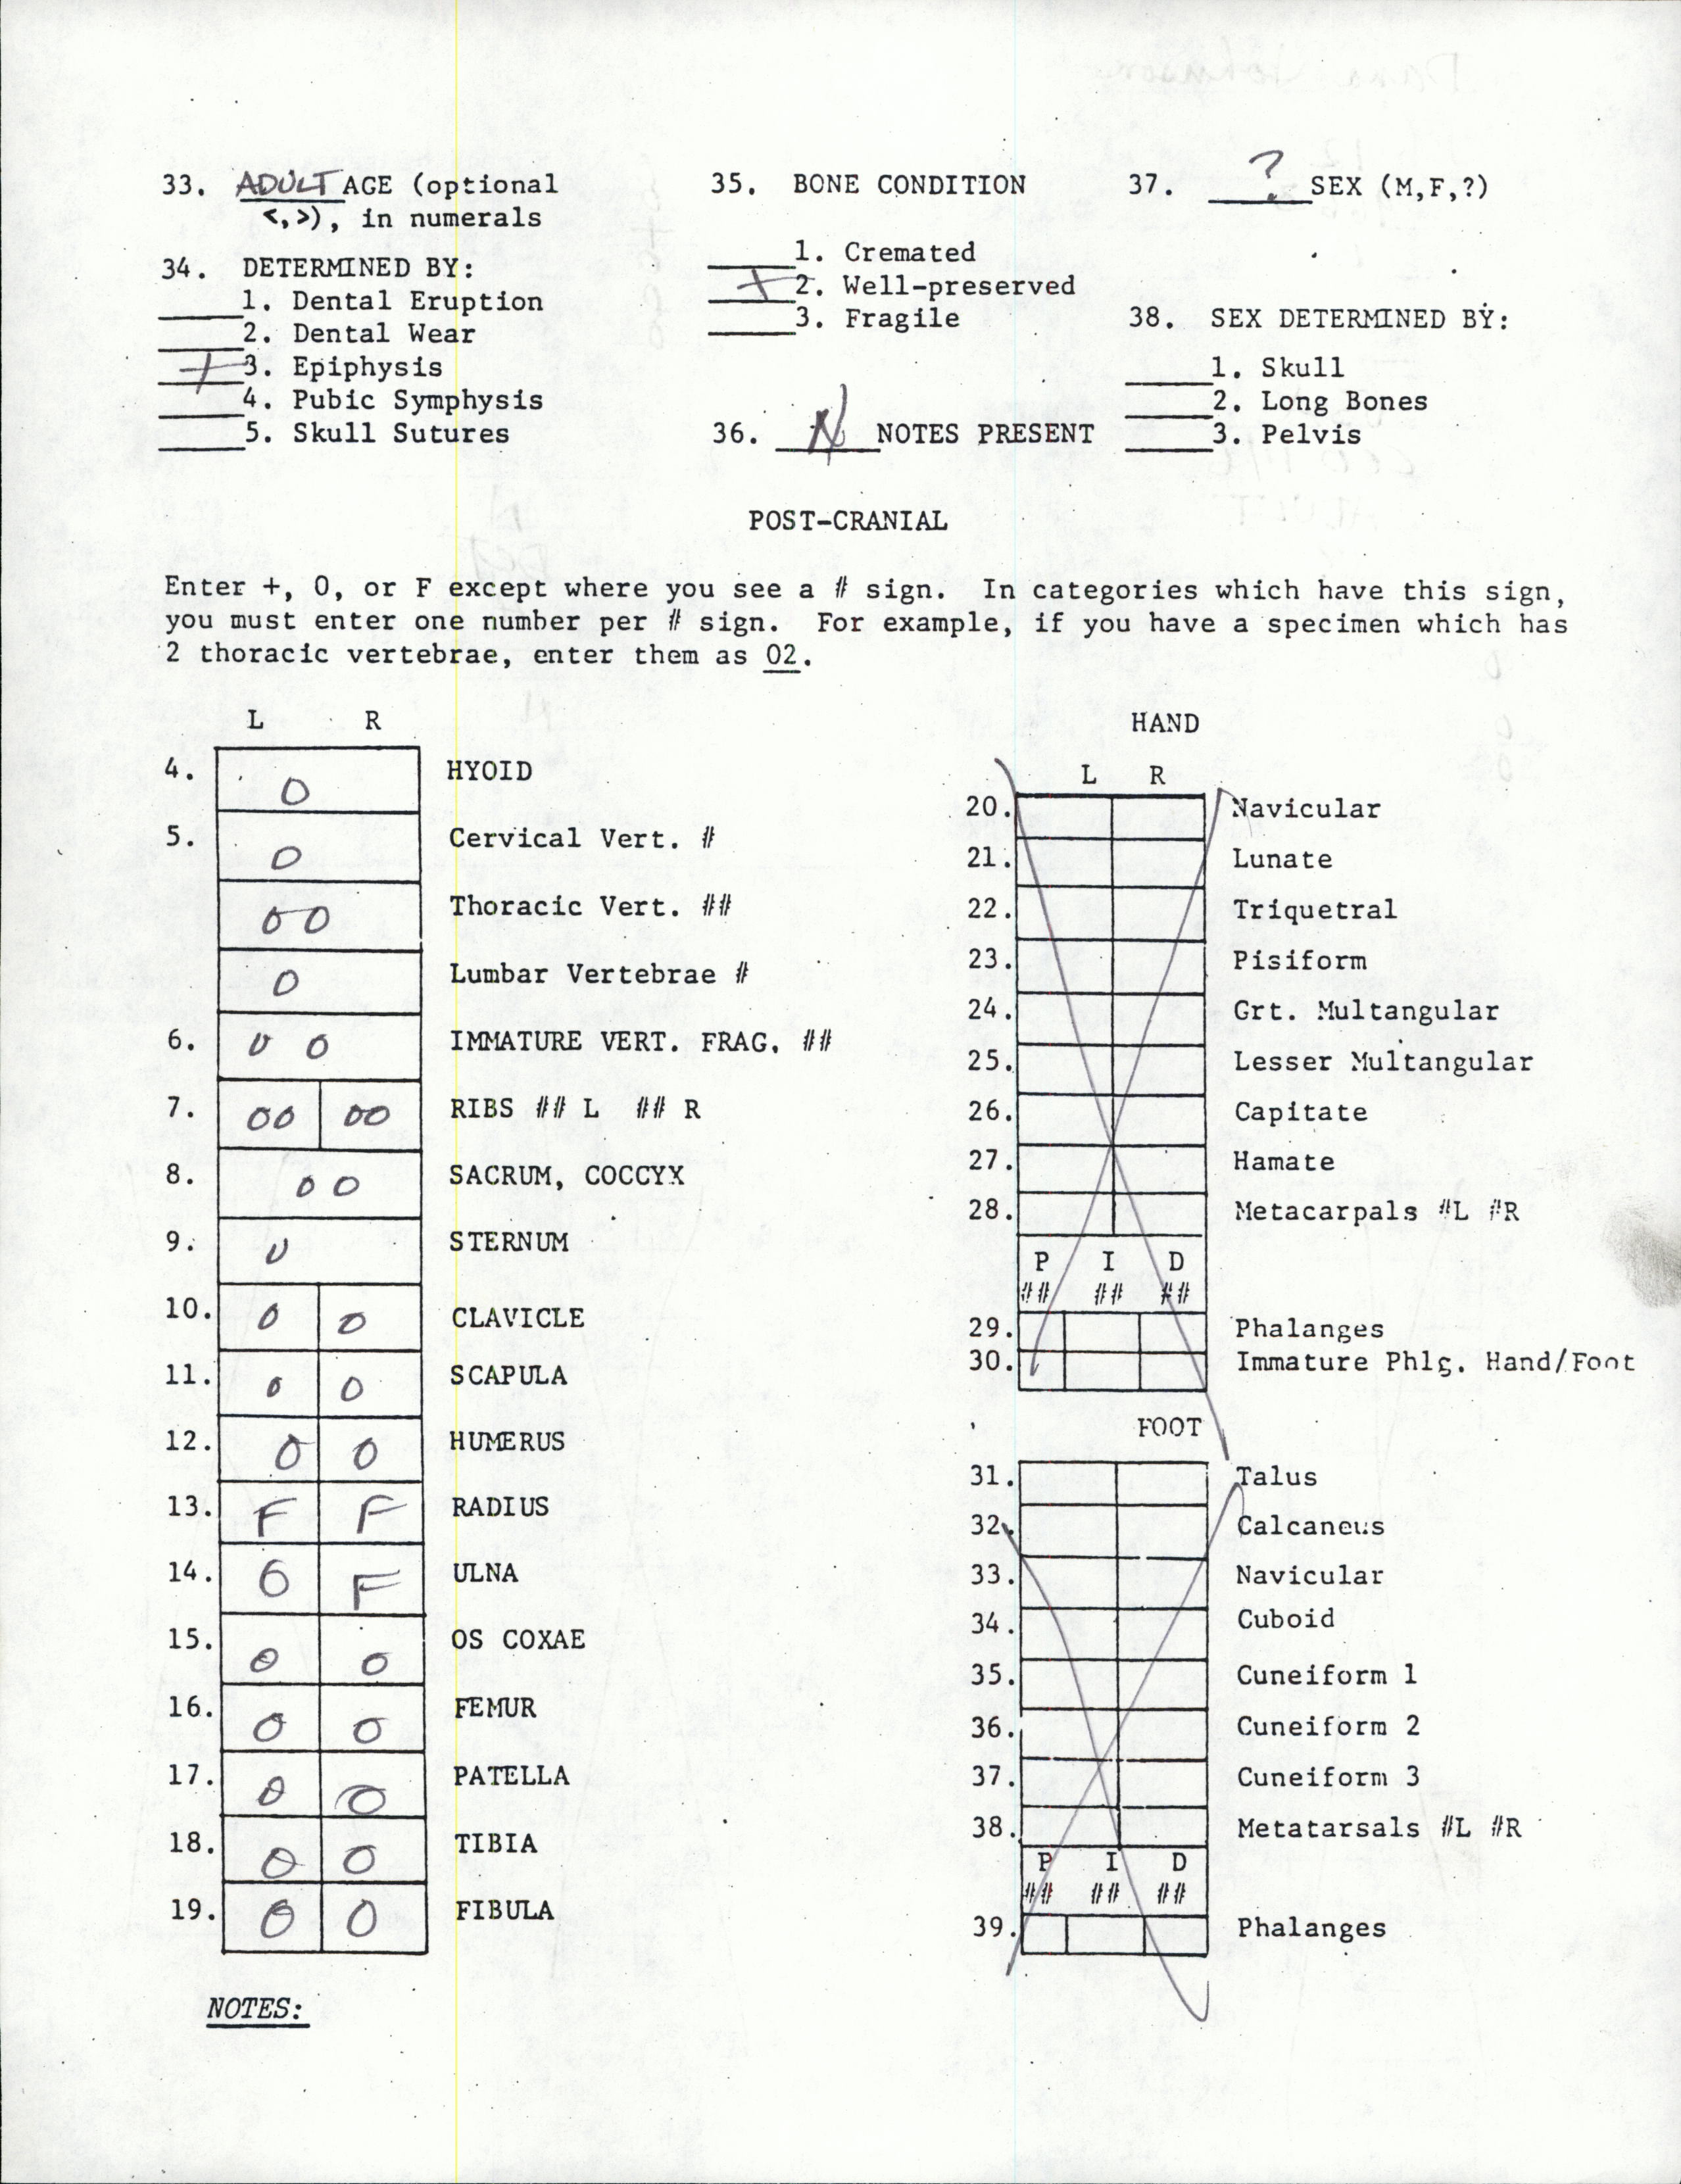 33. ADULT AGE (optional
<,>), in numerals
34. DETERMINED BY:
1. Dental Eruption
2. Dental Wear
+ 3. Epiphysis
4. Pubic Symphysis
5. Skull Sutures
35. BONE CONDITION
1. Cremated
+ 2. Well-preserved
3. Fragile
36. N NOTES PRESENT
37. ? SEX (M,F,?)
38. SEX DETERMINED BY:
1. Skull
2. Long Bones
3. Pelvis
POST-CRANIAL
Enter +, 0, or F except where you see a # sign. In categories which have this sign,
you must enter one number per # sign. For example, if you have a specimen which has
2 thoracic vertebrae, enter them as 02.
L R
4. 0 HYOID
5. 0 Cervical Vert. #
00 Thoracic Vert. ##
0 Lumbar Vertebrae #
6. 0 0 IMMATURE VERT. FRAG. ##
7. 00 00 RIBS ## L ## R
8. 0 0 SACRUM, COCCYX
9. 0 STERNUM
10. 0 0 CLAVICLE
11. 0 0 SCAPULA
12. 0 0 HUMERUS
13. F F RADIUS
14. 0 F ULNA
15. 0 0 OS COXAE
16. 0 0 FEMUR
17. 0 0 PATELLA
18. 0 0 TIBIA
19. 0 0 FIBULA
NOTES:
HAND
L R
20. Navicular
21. Lunate
22. Triquetral
23. Pisiform
24. Grt. Multangular
25. Lesser Multangular
26. Capitate
27. Hamate
28. Metacarpals #L #R
P I D
## ## ##
29. Phalanges
30. Immature Phlg. Hand/Foot
FOOT
31. Talus
32. Calcaneus
33. Navicular
34. Cuboid
35. Cuneiform 1
36. Cuneiform 2
37. Cuneiform 3
38. Metatarsals #L #R
P I D
## ## ##
39. Phalanges